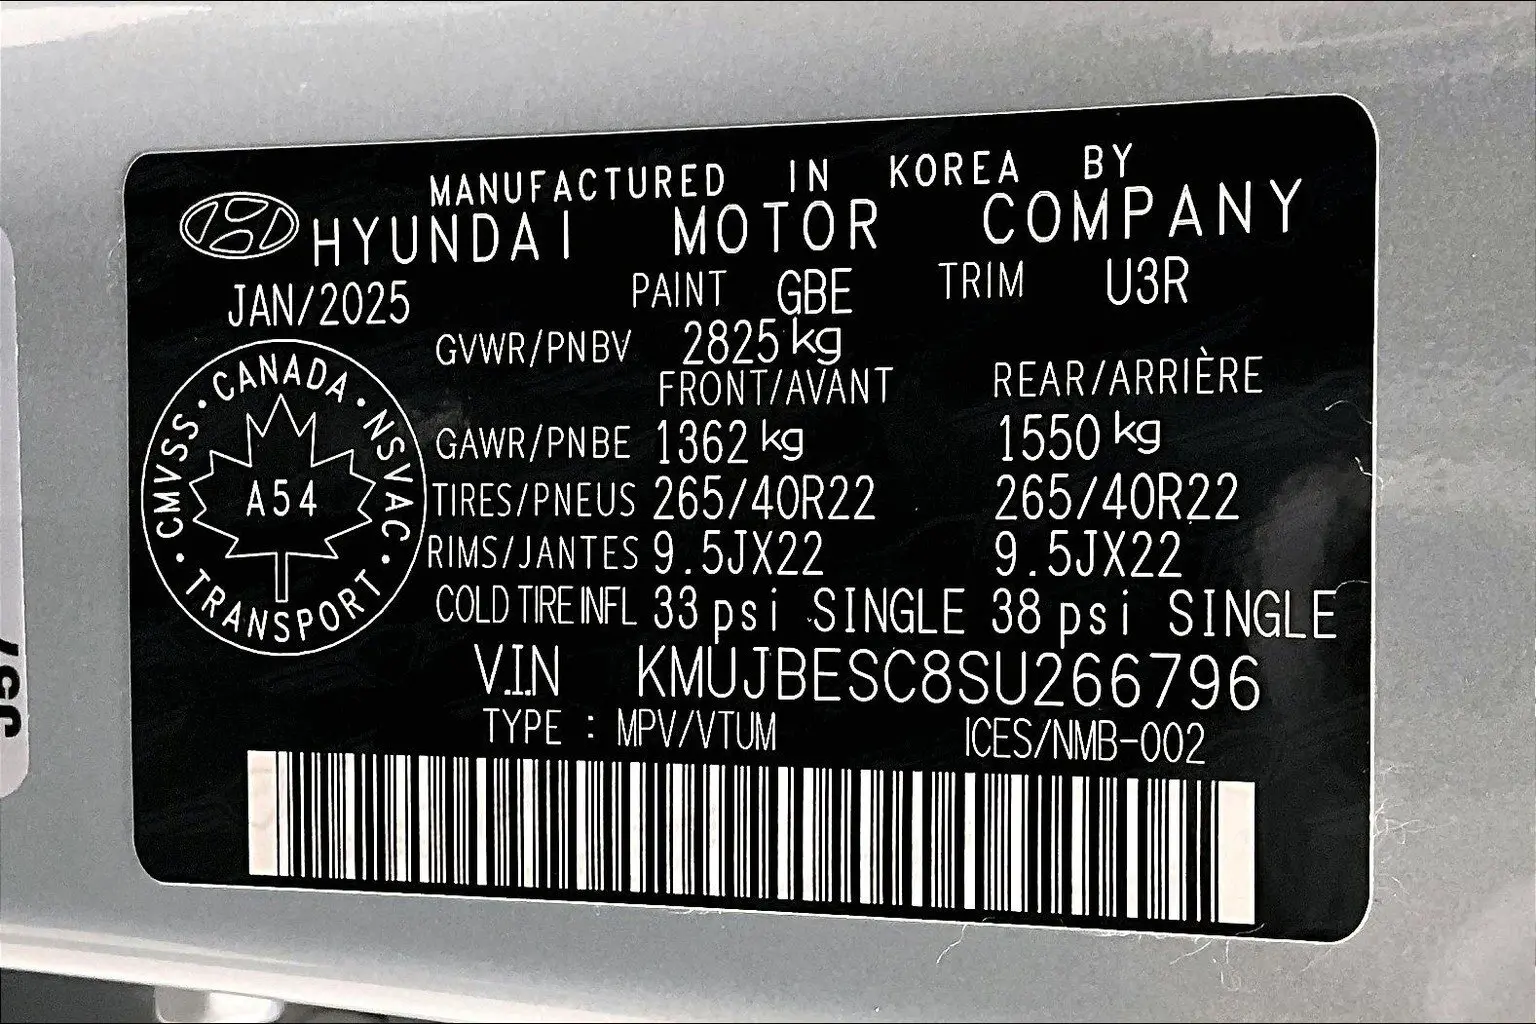 MANUFACTURED IN KOREA BY
HYUNDAI MOTOR COMPANY
JAN/2025 PAINT GBE TRIM U3R
GVWR/PNBV 2825 kg
FRONT/AVANT REAR/ARRIÈRE
GAWR/PNBE 1362 kg 1550 kg
TIRES/PNEUS 265/40R22 265/40R22
RIMS/JANTES 9.5JX22 9.5JX22
COLD TIRE INFL 33 psi SINGLE 38 psi SINGLE
V.I.N KMUJBESC8SU266796
TYPE : MPV/VTUM ICES/NMB-002
CMVSS · CANADA · NSVAC · TRANSPORT ·
A54